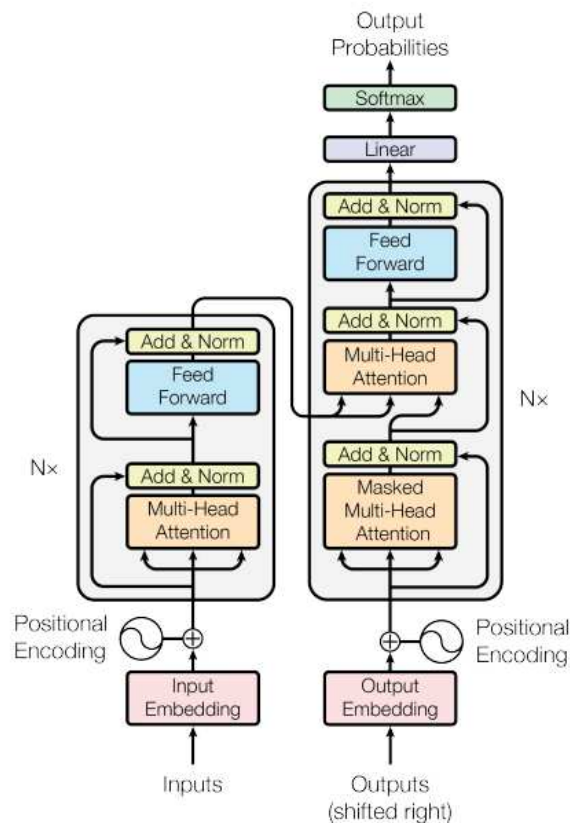 Output
Probabilities
Softmax
Linear
Add & Norm
Feed
Forward
Add & Norm
Multi-Head
Attention
Add & Norm
Masked
Multi-Head
Attention
N×
Add & Norm
Feed
Forward
Add & Norm
Multi-Head
Attention
N×
Positional
Encoding
Positional
Encoding
Input
Embedding
Output
Embedding
Inputs
Outputs
(shifted right)